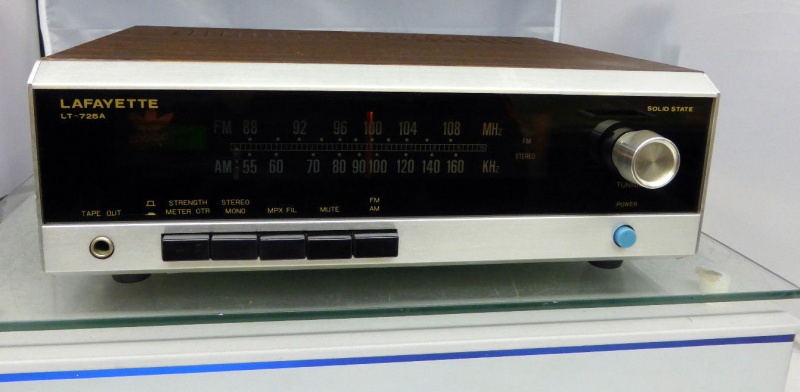 LAFAYETTE
LT-725A
SOLID STATE
FM 88 92 96 100 104 108 MHz
FM
STEREO
AM 55 60 70 80 90 100 120 140 160 KHz
TUNING
POWER
TAPE OUT
STRENGTH
METER CTR
STEREO
MONO
MPX FIL
MUTE
FM
AM